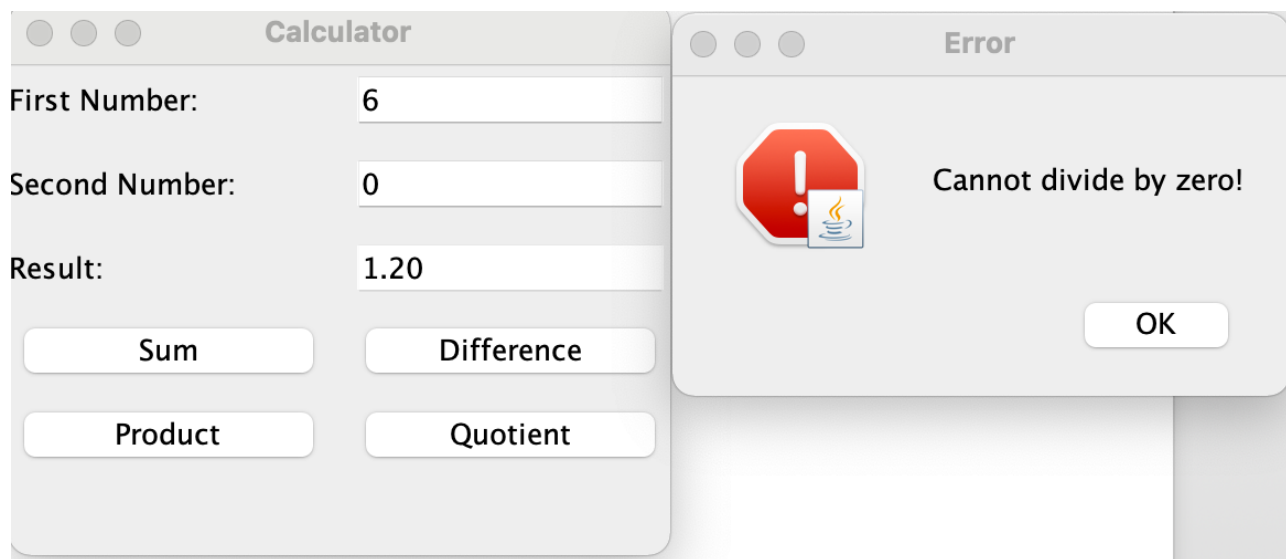 Calculator
First Number:
6
Second Number:
0
Result:
1.20
Sum
Difference
Product
Quotient
Error
Cannot divide by zero!
OK